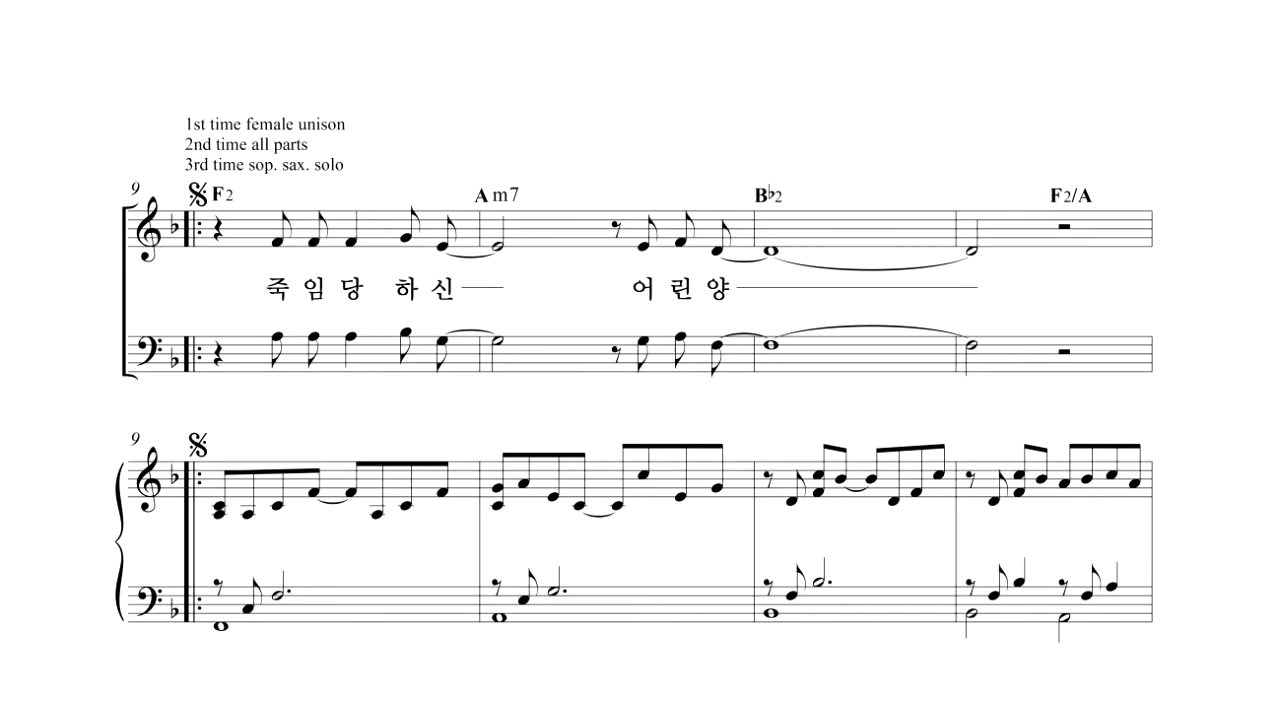 1st time female unison
2nd time all parts
3rd time sop. sax. solo
9 F2 Am7 B♭2 F2/A
죽 임 당 하 신 어 린 양
9